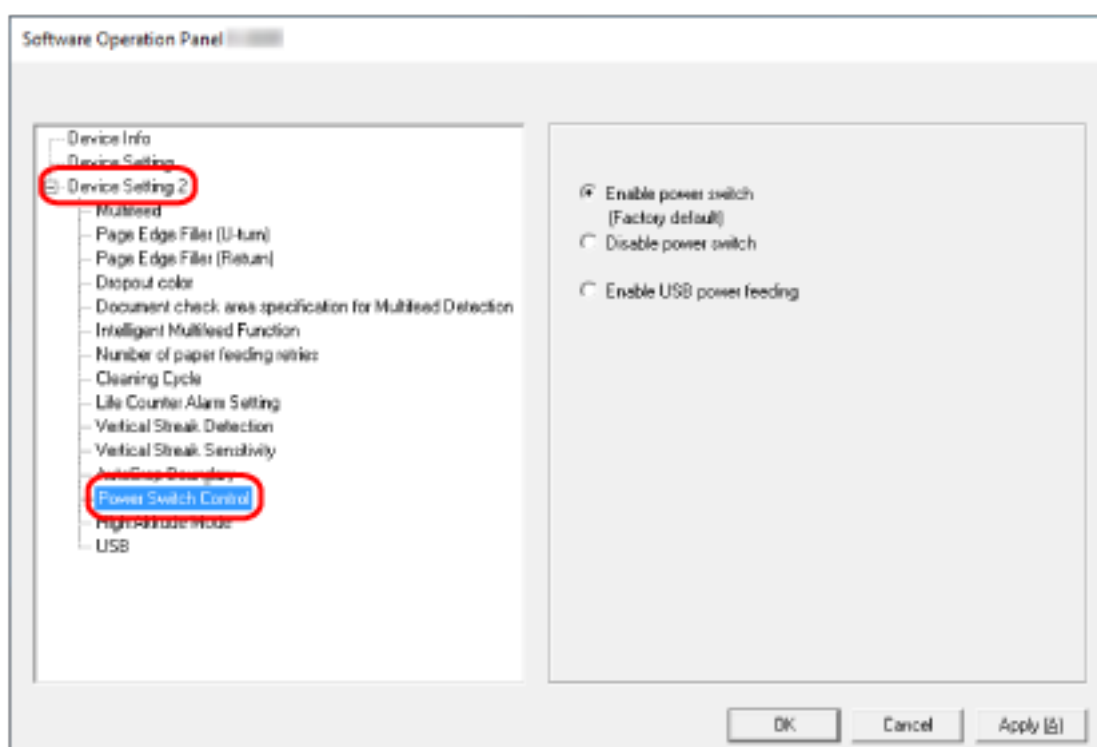 Software Operation Panel
Device Info
Device Setting
Device Setting 2
Multifeed
Page Edge Filler (U-turn)
Page Edge Filler (Return)
Dropout color
Document check area specification for Multifeed Detection
Intelligent Multifeed Function
Number of paper feeding retries
Cleaning Cycle
Life Counter Alarm Setting
Vertical Streak Detection
Vertical Streak Sensitivity
AutoCrop Boundary
Power Switch Control
High Altitude Mode
USB
Enable power switch
(Factory default)
Disable power switch
Enable USB power feeding
OK Cancel Apply (A)